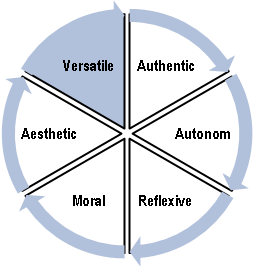 Versatile Authentic
Aesthetic Autonom
Moral Reflexive